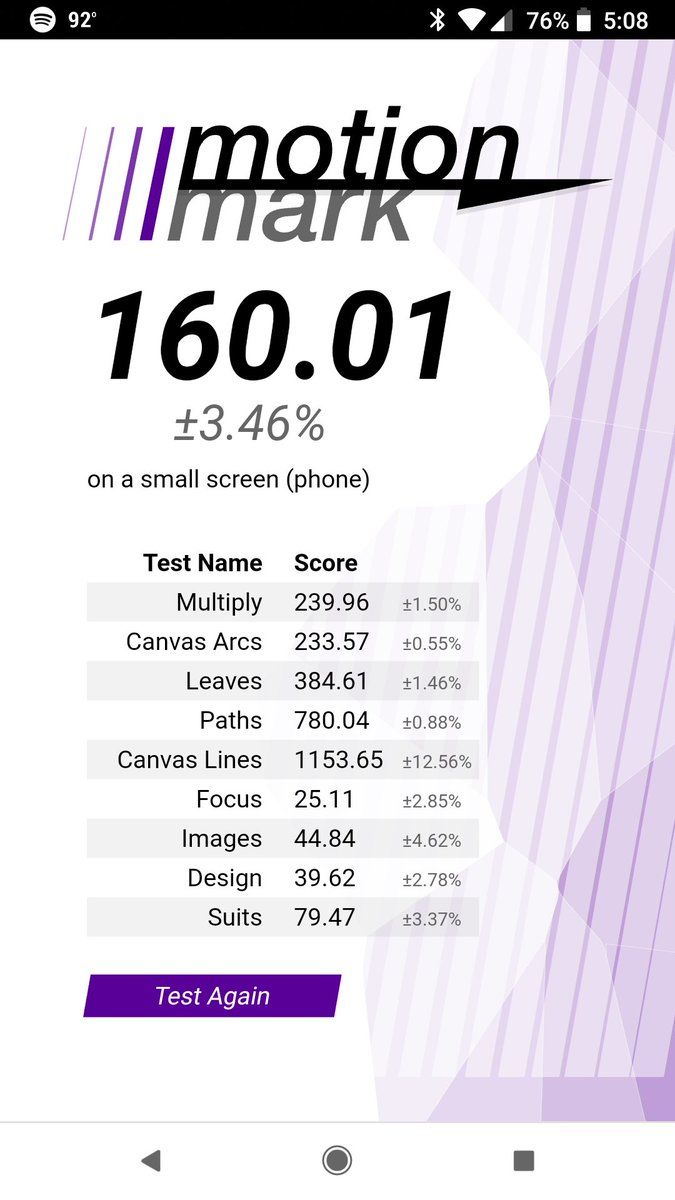 92° 76% 5:08
motion
mark
160.01
±3.46%
on a small screen (phone)
Test Name Score
Multiply 239.96 ±1.50%
Canvas Arcs 233.57 ±0.55%
Leaves 384.61 ±1.46%
Paths 780.04 ±0.88%
Canvas Lines 1153.65 ±12.56%
Focus 25.11 ±2.85%
Images 44.84 ±4.62%
Design 39.62 ±2.78%
Suits 79.47 ±3.37%
Test Again